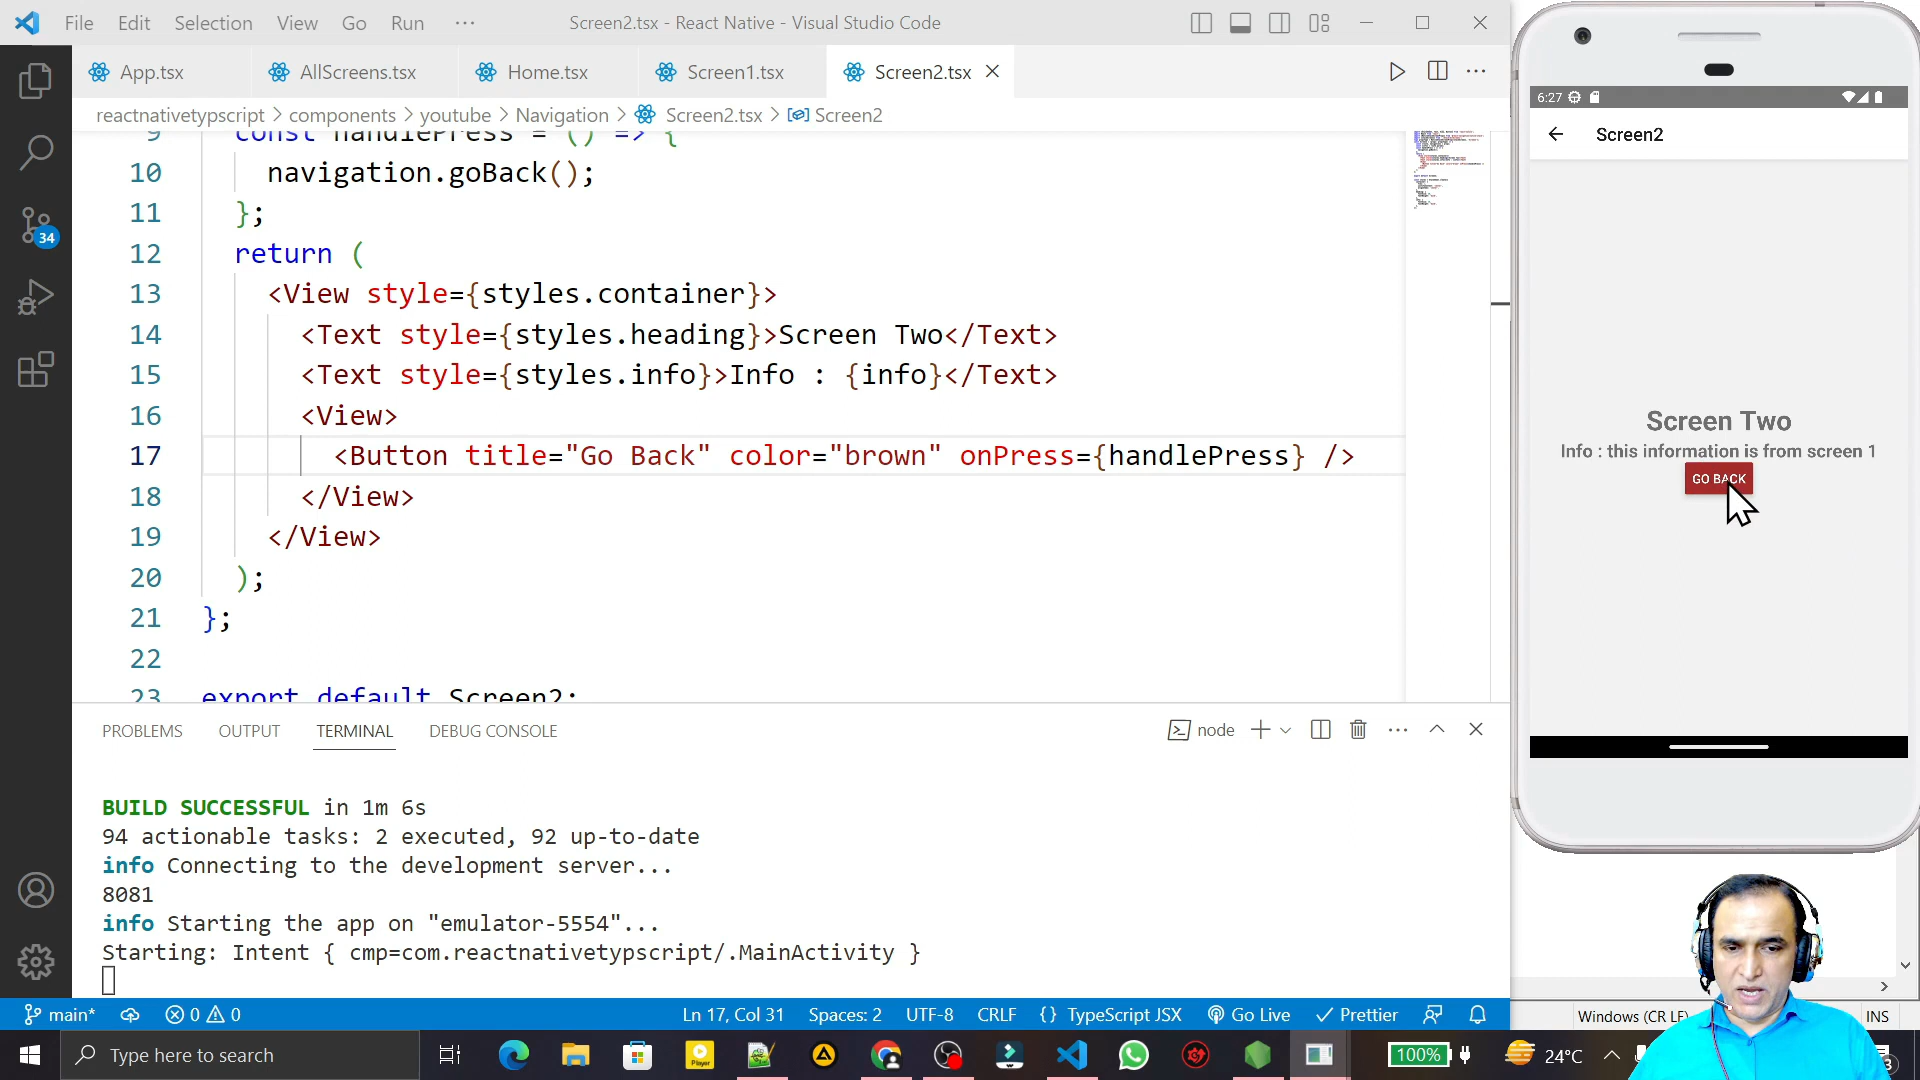 File Edit Selection View Go Run ··· Screen2.tsx - React Native - Visual Studio Code
App.tsx AllScreens.tsx Home.tsx Screen1.tsx Screen2.tsx
reactnativetypscript > components > youtube > Navigation > Screen2.tsx > Screen2
9 const handlePress = () => {
10 navigation.goBack();
11 };
12 return (
13 <View style={styles.container}>
14 <Text style={styles.heading}>Screen Two</Text>
15 <Text style={styles.info}>Info : {info}</Text>
16 <View>
17 <Button title="Go Back" color="brown" onPress={handlePress} />
18 </View>
19 </View>
20 );
21 };
22
23 export default Screen2;
34
PROBLEMS OUTPUT TERMINAL DEBUG CONSOLE node
BUILD SUCCESSFUL in 1m 6s
94 actionable tasks: 2 executed, 92 up-to-date
info Connecting to the development server...
8081
info Starting the app on "emulator-5554"...
Starting: Intent { cmp=com.reactnativetypscript/.MainActivity }
main* 0 0 Ln 17, Col 31 Spaces: 2 UTF-8 CRLF {} TypeScript JSX Go Live Prettier
6:27
Screen2
Screen Two
Info : this information is from screen 1
GO BACK
Windows (CR LF) INS
Type here to search 100% 24°C